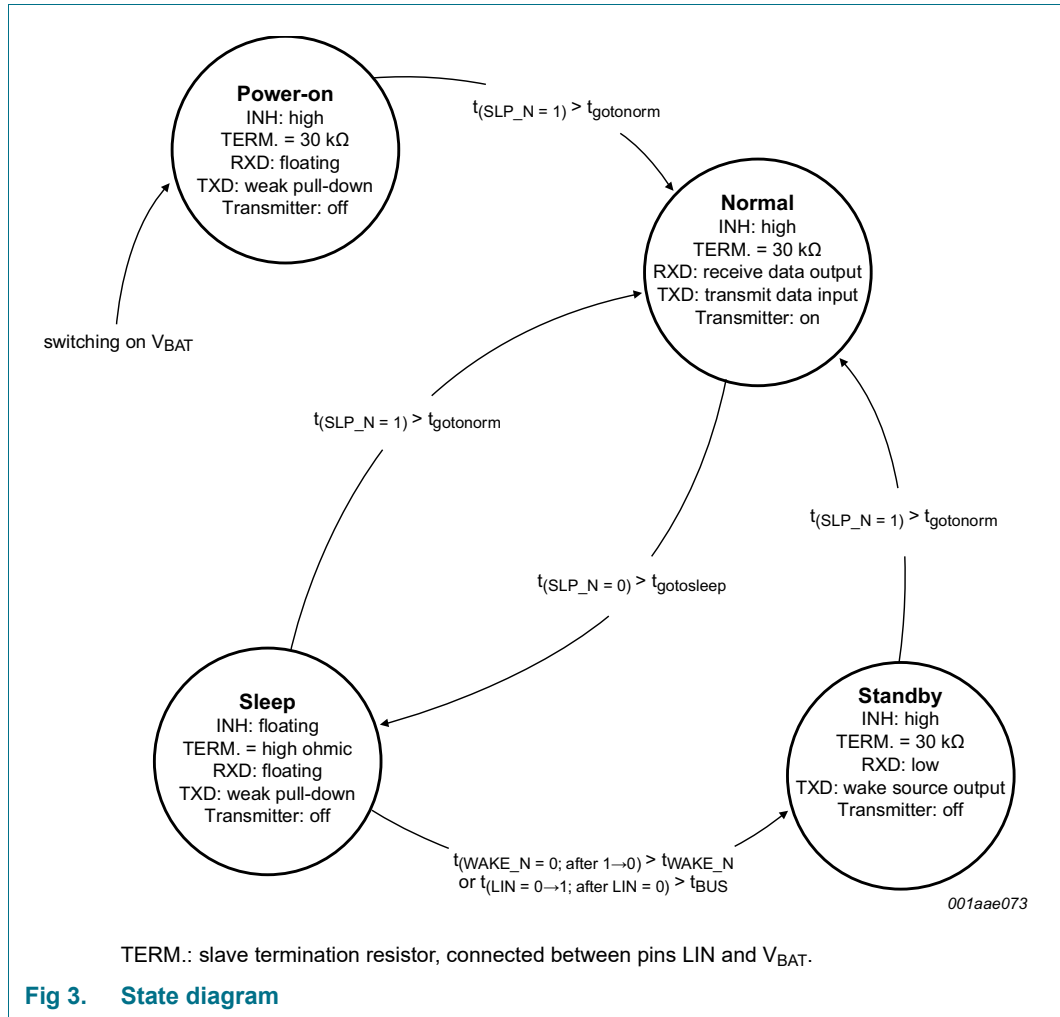 Power-on
INH: high
TERM. = 30 kΩ
RXD: floating
TXD: weak pull-down
Transmitter: off
t(SLP_N = 1) > tgotonorm
Normal
INH: high
TERM. = 30 kΩ
RXD: receive data output
TXD: transmit data input
Transmitter: on
switching on VBAT
t(SLP_N = 1) > tgotonorm
t(SLP_N = 1) > tgotonorm
t(SLP_N = 0) > tgotosleep
Sleep
INH: floating
TERM. = high ohmic
RXD: floating
TXD: weak pull-down
Transmitter: off
Standby
INH: high
TERM. = 30 kΩ
RXD: low
TXD: wake source output
Transmitter: off
t(WAKE_N = 0; after 1→0) > tWAKE_N
or t(LIN = 0→1; after LIN = 0) > tBUS
001aae073
TERM.: slave termination resistor, connected between pins LIN and VBAT.
Fig 3. State diagram